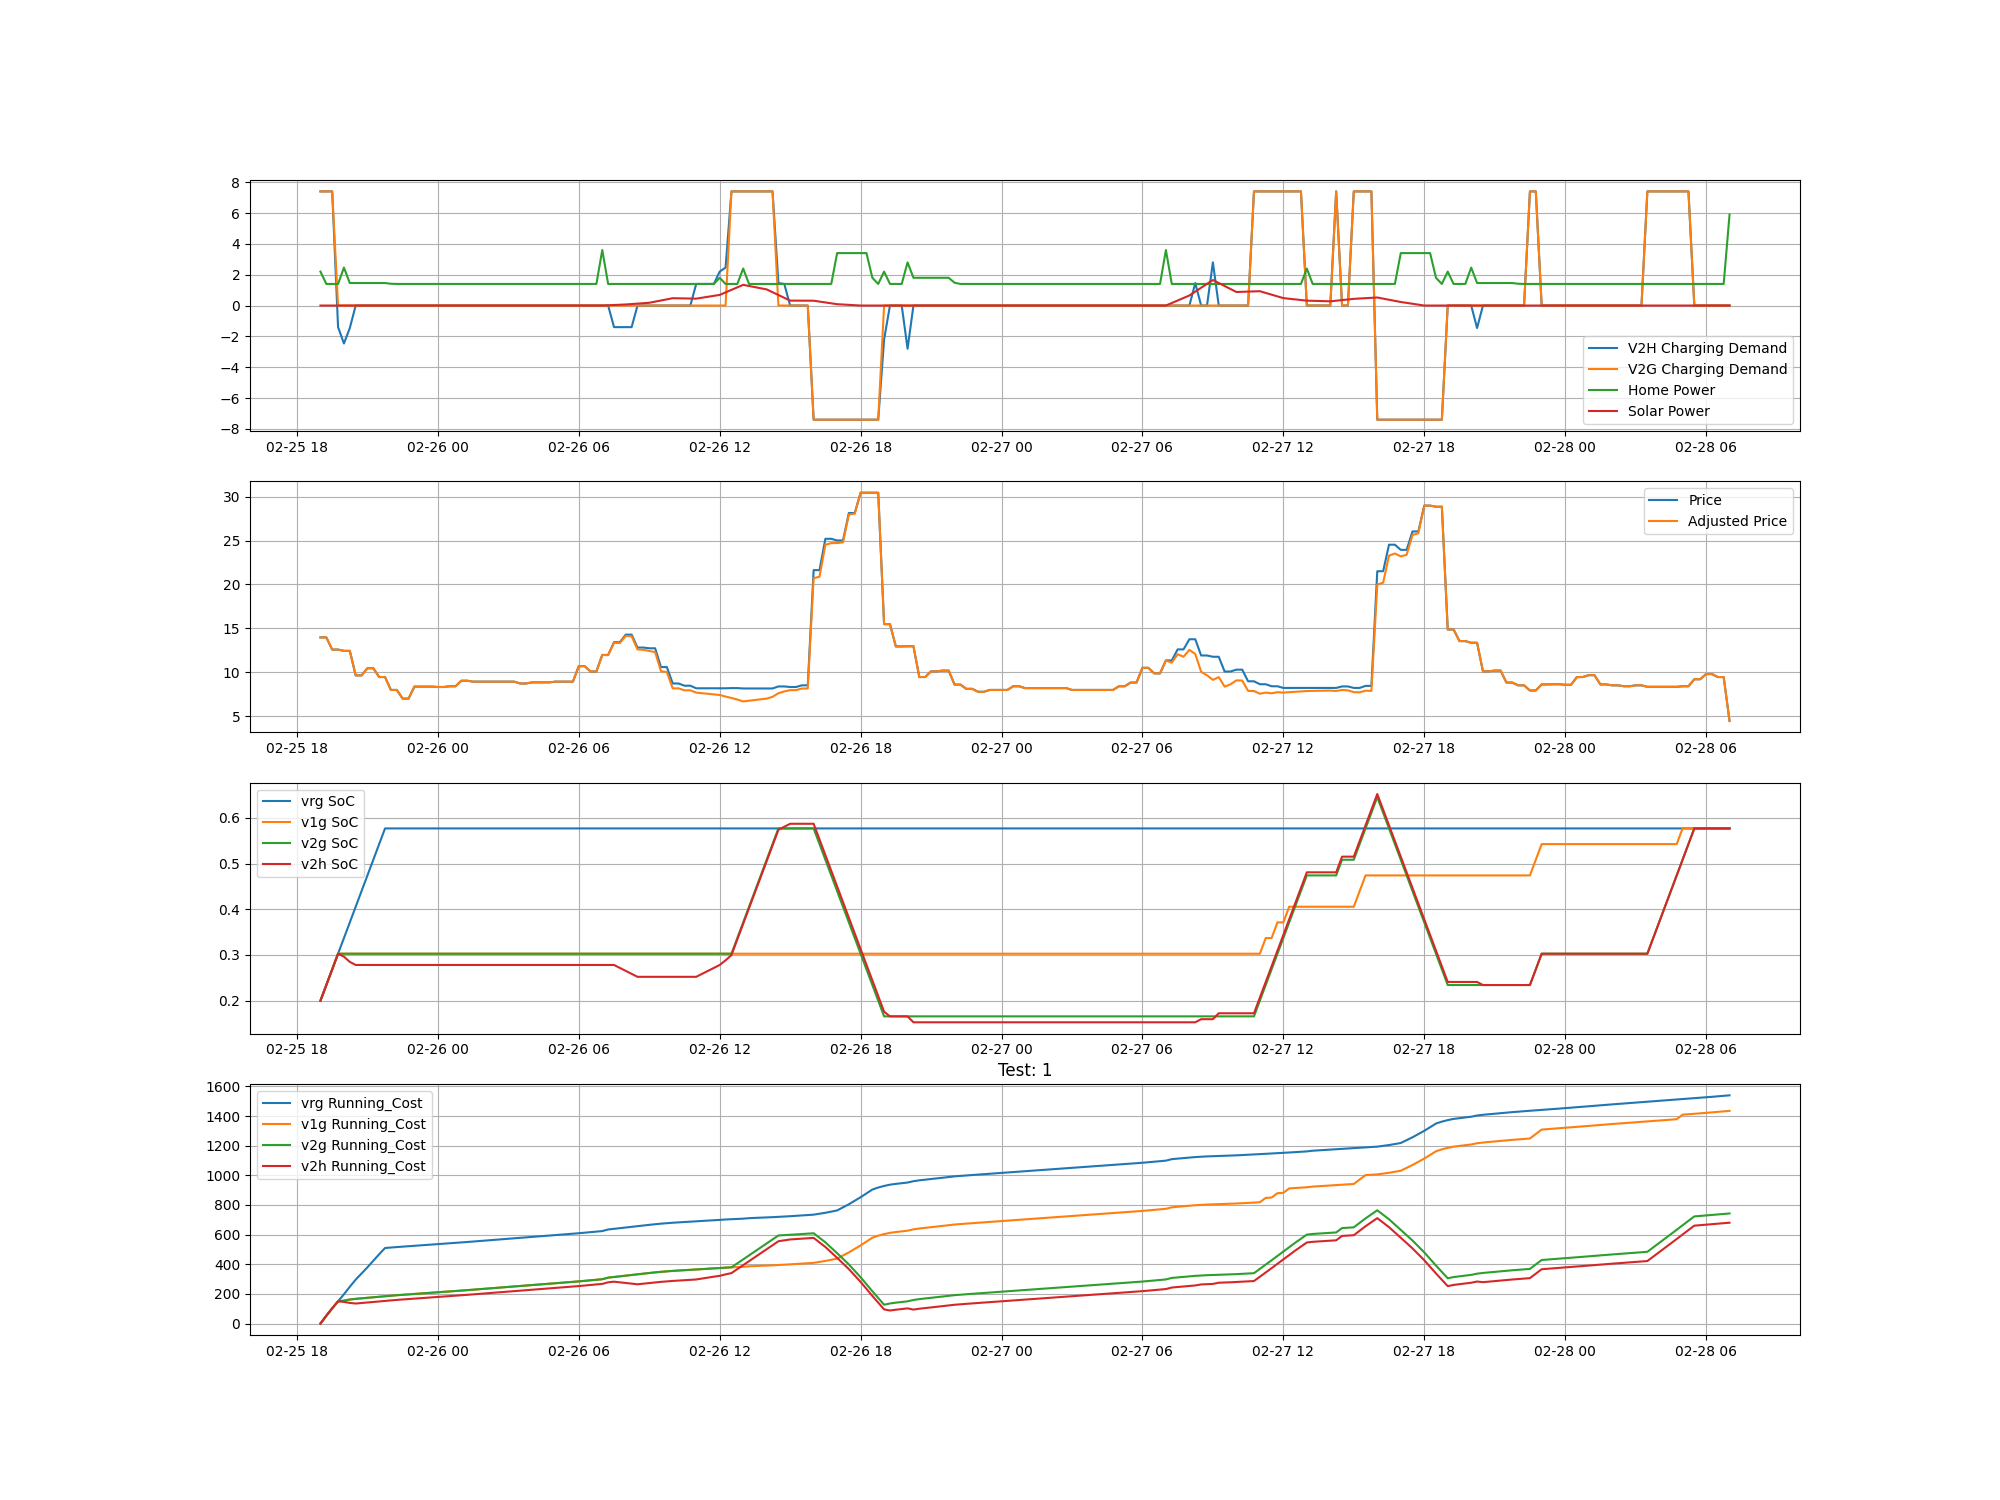 8
6
4
2
0
−2
−4
−6
−8
V2H Charging Demand
V2G Charging Demand
Home Power
Solar Power
02-25 18 02-26 00 02-26 06 02-26 12 02-26 18 02-27 00 02-27 06 02-27 12 02-27 18 02-28 00 02-28 06
30
25
20
15
10
5
Price
Adjusted Price
02-25 18 02-26 00 02-26 06 02-26 12 02-26 18 02-27 00 02-27 06 02-27 12 02-27 18 02-28 00 02-28 06
0.6
0.5
0.4
0.3
0.2
vrg SoC
v1g SoC
v2g SoC
v2h SoC
02-25 18 02-26 00 02-26 06 02-26 12 02-26 18 02-27 00 02-27 06 02-27 12 02-27 18 02-28 00 02-28 06
Test: 1
1600
1400
1200
1000
800
600
400
200
0
vrg Running_Cost
v1g Running_Cost
v2g Running_Cost
v2h Running_Cost
02-25 18 02-26 00 02-26 06 02-26 12 02-26 18 02-27 00 02-27 06 02-27 12 02-27 18 02-28 00 02-28 06